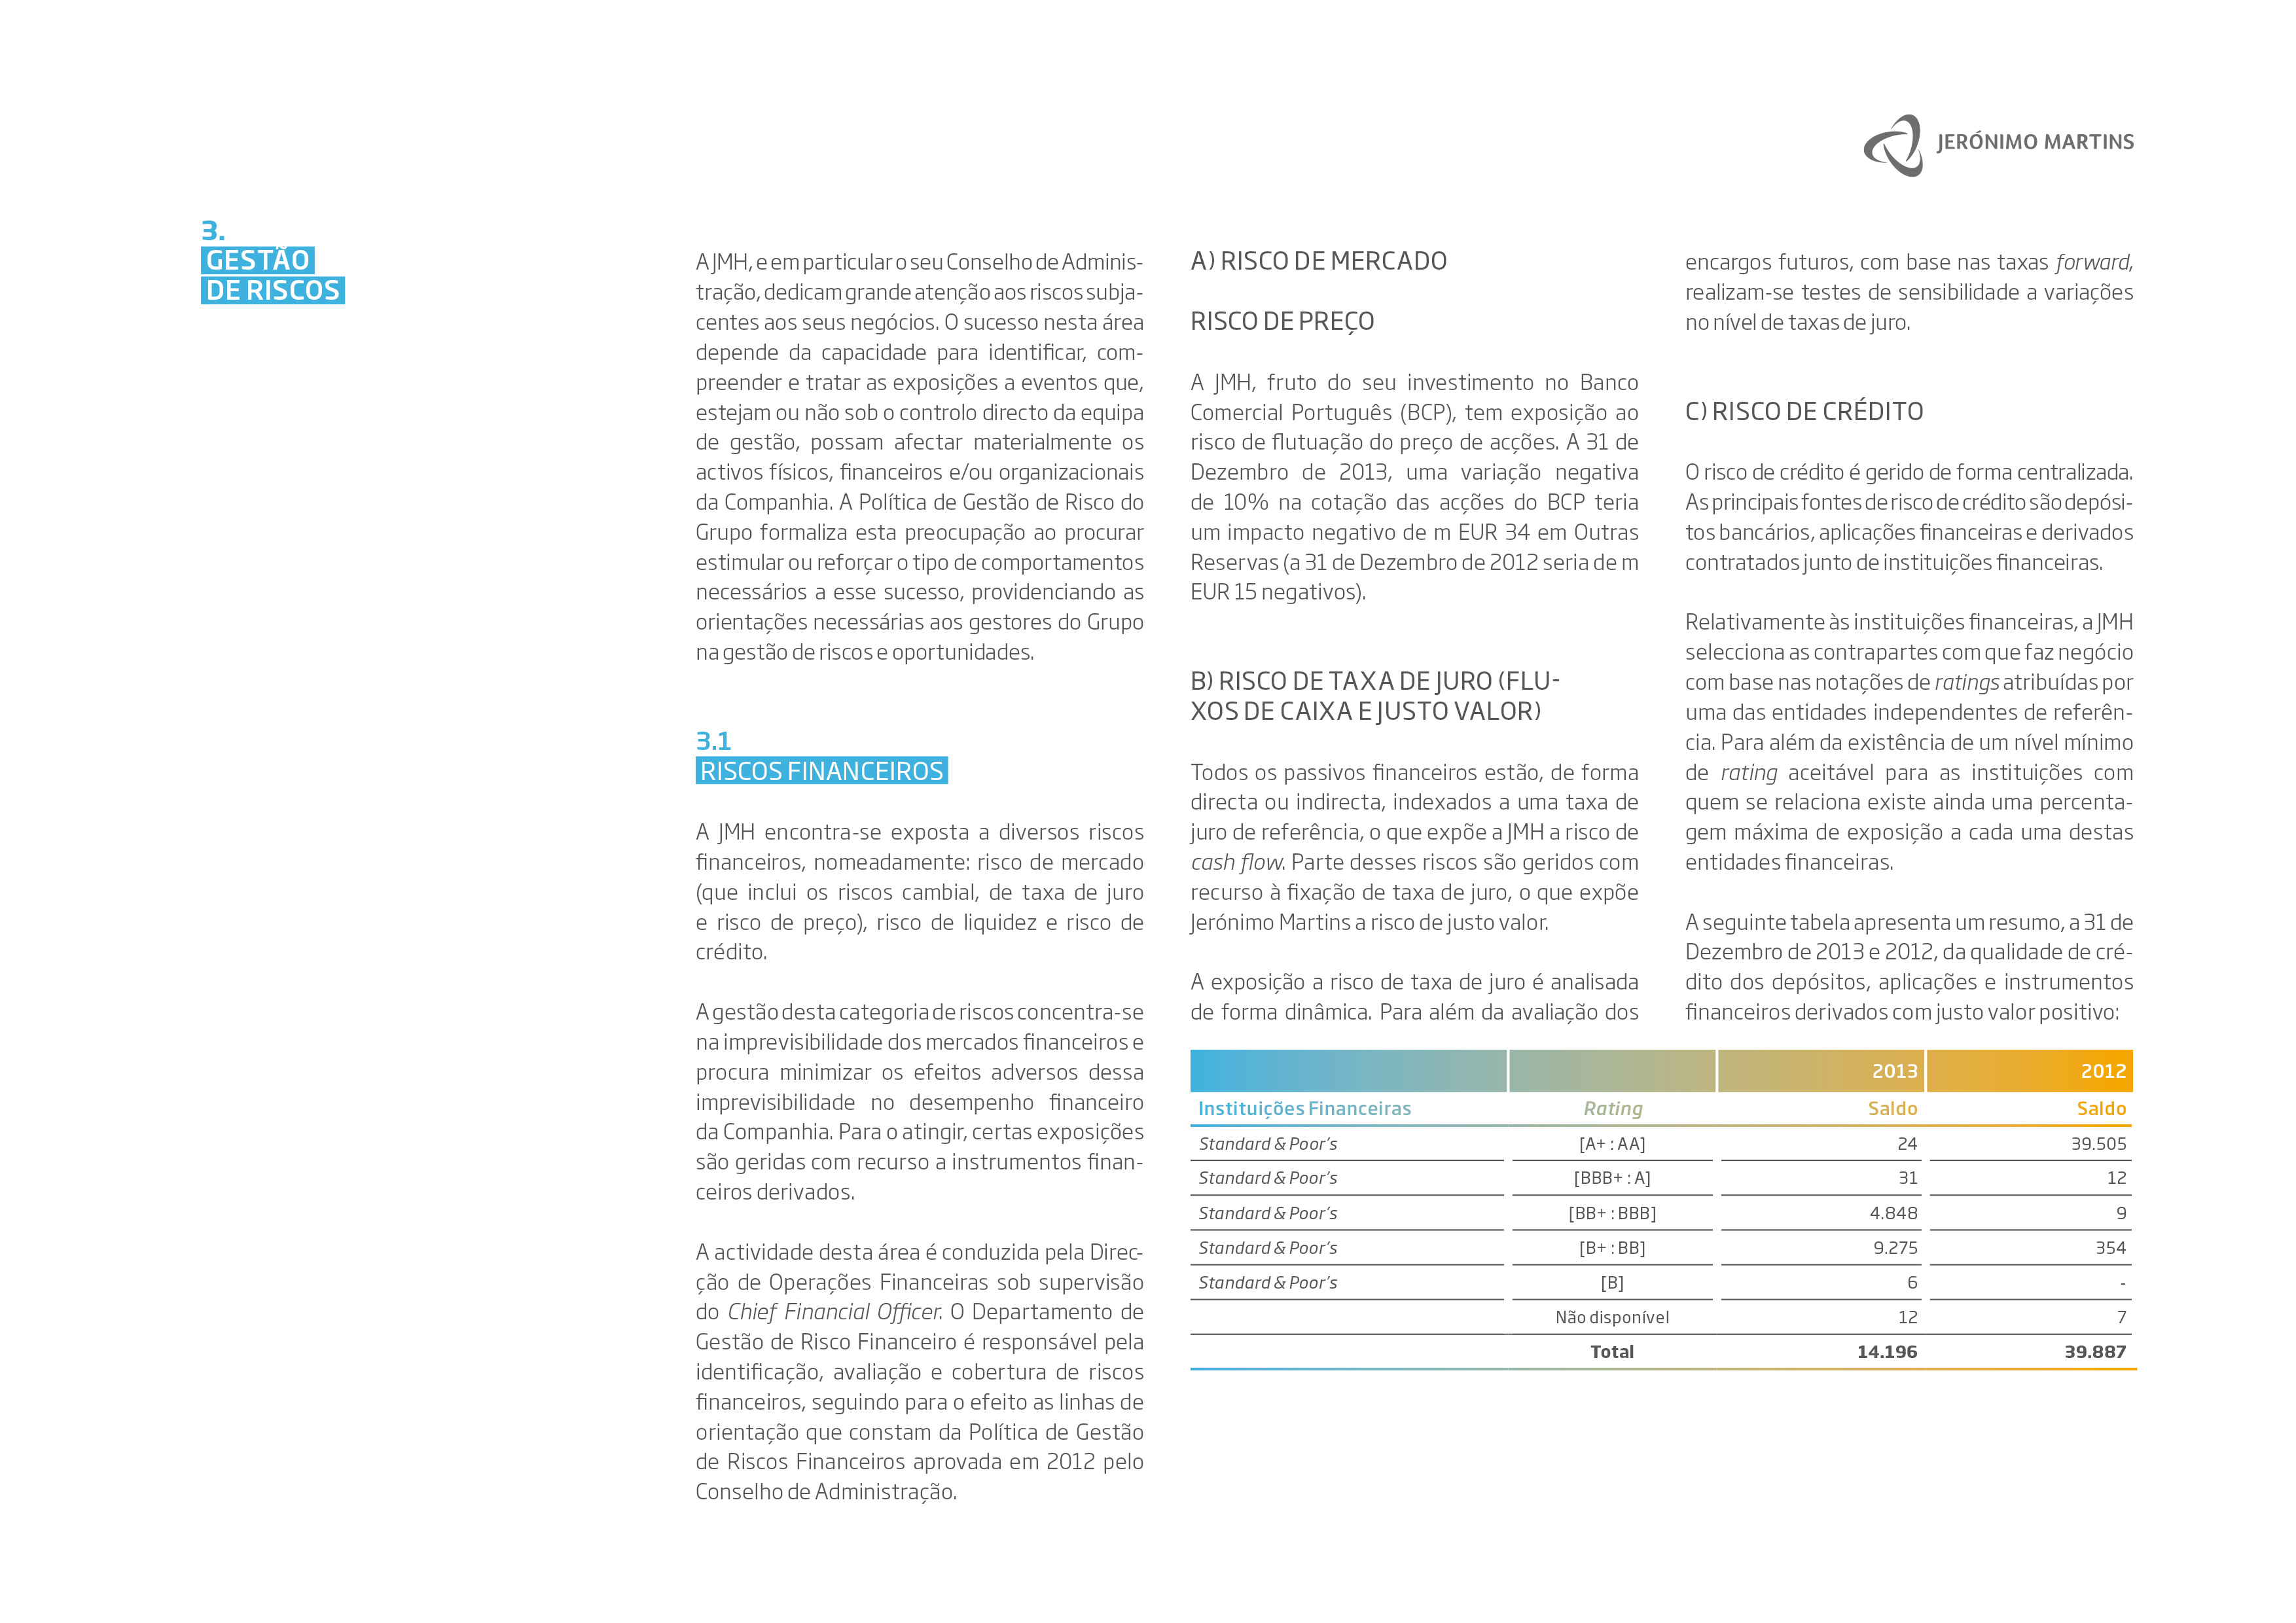 JERÓNIMO MARTINS
3.
GESTÃO
DE RISCOS
A JMH, e em particular o seu Conselho de Adminis-
tração, dedicam grande atenção aos riscos subja-
centes aos seus negócios. O sucesso nesta área
depende da capacidade para identificar, com-
preender e tratar as exposições a eventos que,
estejam ou não sob o controlo directo da equipa
de gestão, possam afectar materialmente os
activos físicos, financeiros e/ou organizacionais
da Companhia. A Política de Gestão de Risco do
Grupo formaliza esta preocupação ao procurar
estimular ou reforçar o tipo de comportamentos
necessários a esse sucesso, providenciando as
orientações necessárias aos gestores do Grupo
na gestão de riscos e oportunidades.
3.1
RISCOS FINANCEIROS
A JMH encontra-se exposta a diversos riscos
financeiros, nomeadamente: risco de mercado
(que inclui os riscos cambial, de taxa de juro
e risco de preço), risco de liquidez e risco de
crédito.
A gestão desta categoria de riscos concentra-se
na imprevisibilidade dos mercados financeiros e
procura minimizar os efeitos adversos dessa
imprevisibilidade no desempenho financeiro
da Companhia. Para o atingir, certas exposições
são geridas com recurso a instrumentos finan-
ceiros derivados.
A actividade desta área é conduzida pela Direc-
ção de Operações Financeiras sob supervisão
do Chief Financial Officer. O Departamento de
Gestão de Risco Financeiro é responsável pela
identificação, avaliação e cobertura de riscos
financeiros, seguindo para o efeito as linhas de
orientação que constam da Política de Gestão
de Riscos Financeiros aprovada em 2012 pelo
Conselho de Administração.
A) RISCO DE MERCADO
RISCO DE PREÇO
A JMH, fruto do seu investimento no Banco
Comercial Português (BCP), tem exposição ao
risco de flutuação do preço de acções. A 31 de
Dezembro de 2013, uma variação negativa
de 10% na cotação das acções do BCP teria
um impacto negativo de m EUR 34 em Outras
Reservas (a 31 de Dezembro de 2012 seria de m
EUR 15 negativos).
B) RISCO DE TAXA DE JURO (FLU-
XOS DE CAIXA E JUSTO VALOR)
Todos os passivos financeiros estão, de forma
directa ou indirecta, indexados a uma taxa de
juro de referência, o que expõe a JMH a risco de
cash flow. Parte desses riscos são geridos com
recurso à fixação de taxa de juro, o que expõe
Jerónimo Martins a risco de justo valor.
A exposição a risco de taxa de juro é analisada
de forma dinâmica. Para além da avaliação dos
encargos futuros, com base nas taxas forward,
realizam-se testes de sensibilidade a variações
no nível de taxas de juro.
C) RISCO DE CRÉDITO
O risco de crédito é gerido de forma centralizada.
As principais fontes de risco de crédito são depósi-
tos bancários, aplicações financeiras e derivados
contratados junto de instituições financeiras.
Relativamente às instituições financeiras, a JMH
selecciona as contrapartes com que faz negócio
com base nas notações de ratings atribuídas por
uma das entidades independentes de referên-
cia. Para além da existência de um nível mínimo
de rating aceitável para as instituições com
quem se relaciona existe ainda uma percenta-
gem máxima de exposição a cada uma destas
entidades financeiras.
A seguinte tabela apresenta um resumo, a 31 de
Dezembro de 2013 e 2012, da qualidade de cré-
dito dos depósitos, aplicações e instrumentos
financeiros derivados com justo valor positivo:
2013 2012
Instituições Financeiras Rating Saldo Saldo
Standard & Poor's [A+ : AA] 24 39.505
Standard & Poor's [BBB+ : A] 31 12
Standard & Poor's [BB+ : BBB] 4.848 9
Standard & Poor's [B+ : BB] 9.275 354
Standard & Poor's [B] 6 -
Não disponível 12 7
Total 14.196 39.887